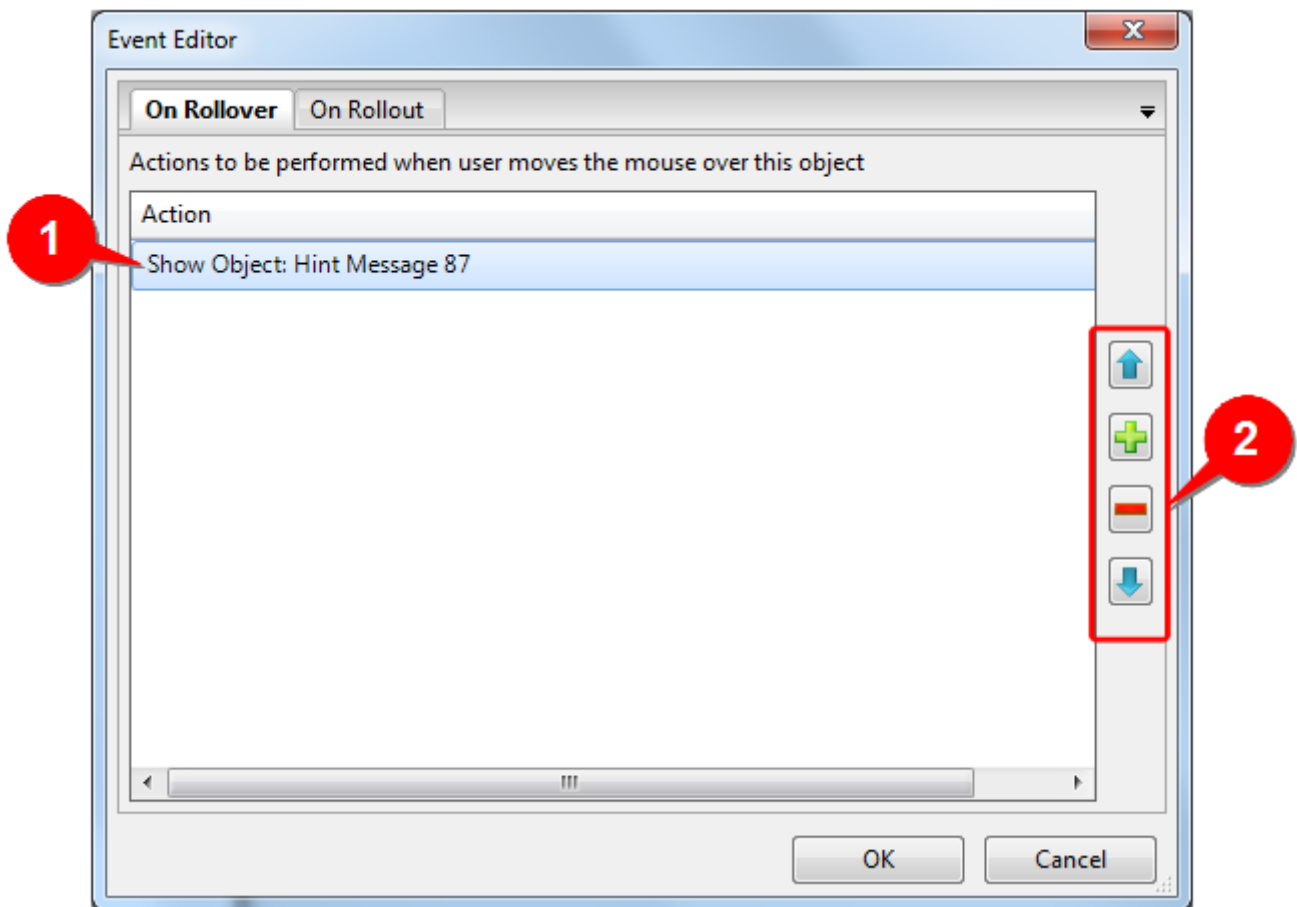 Event Editor
On Rollover On Rollout
Actions to be performed when user moves the mouse over this object
Action
1
Show Object: Hint Message 87
2
OK Cancel